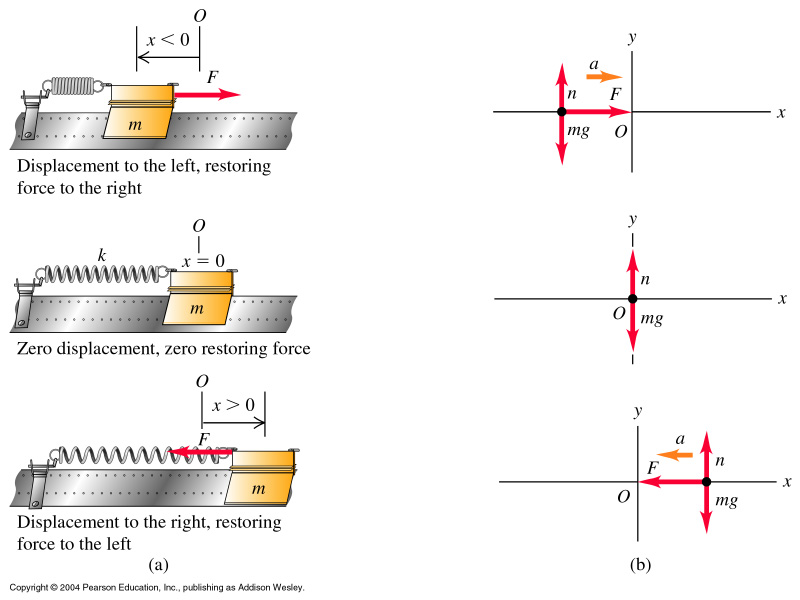 O
x < 0
F
m
Displacement to the left, restoring
force to the right
y
a
n
F
x
mg
O
O
k
x = 0
m
Zero displacement, zero restoring force
y
n
x
O
mg
O
x > 0
F
m
Displacement to the right, restoring
force to the left
y
a
n
F
x
O
mg
(a)
(b)
Copyright © 2004 Pearson Education, Inc., publishing as Addison Wesley.